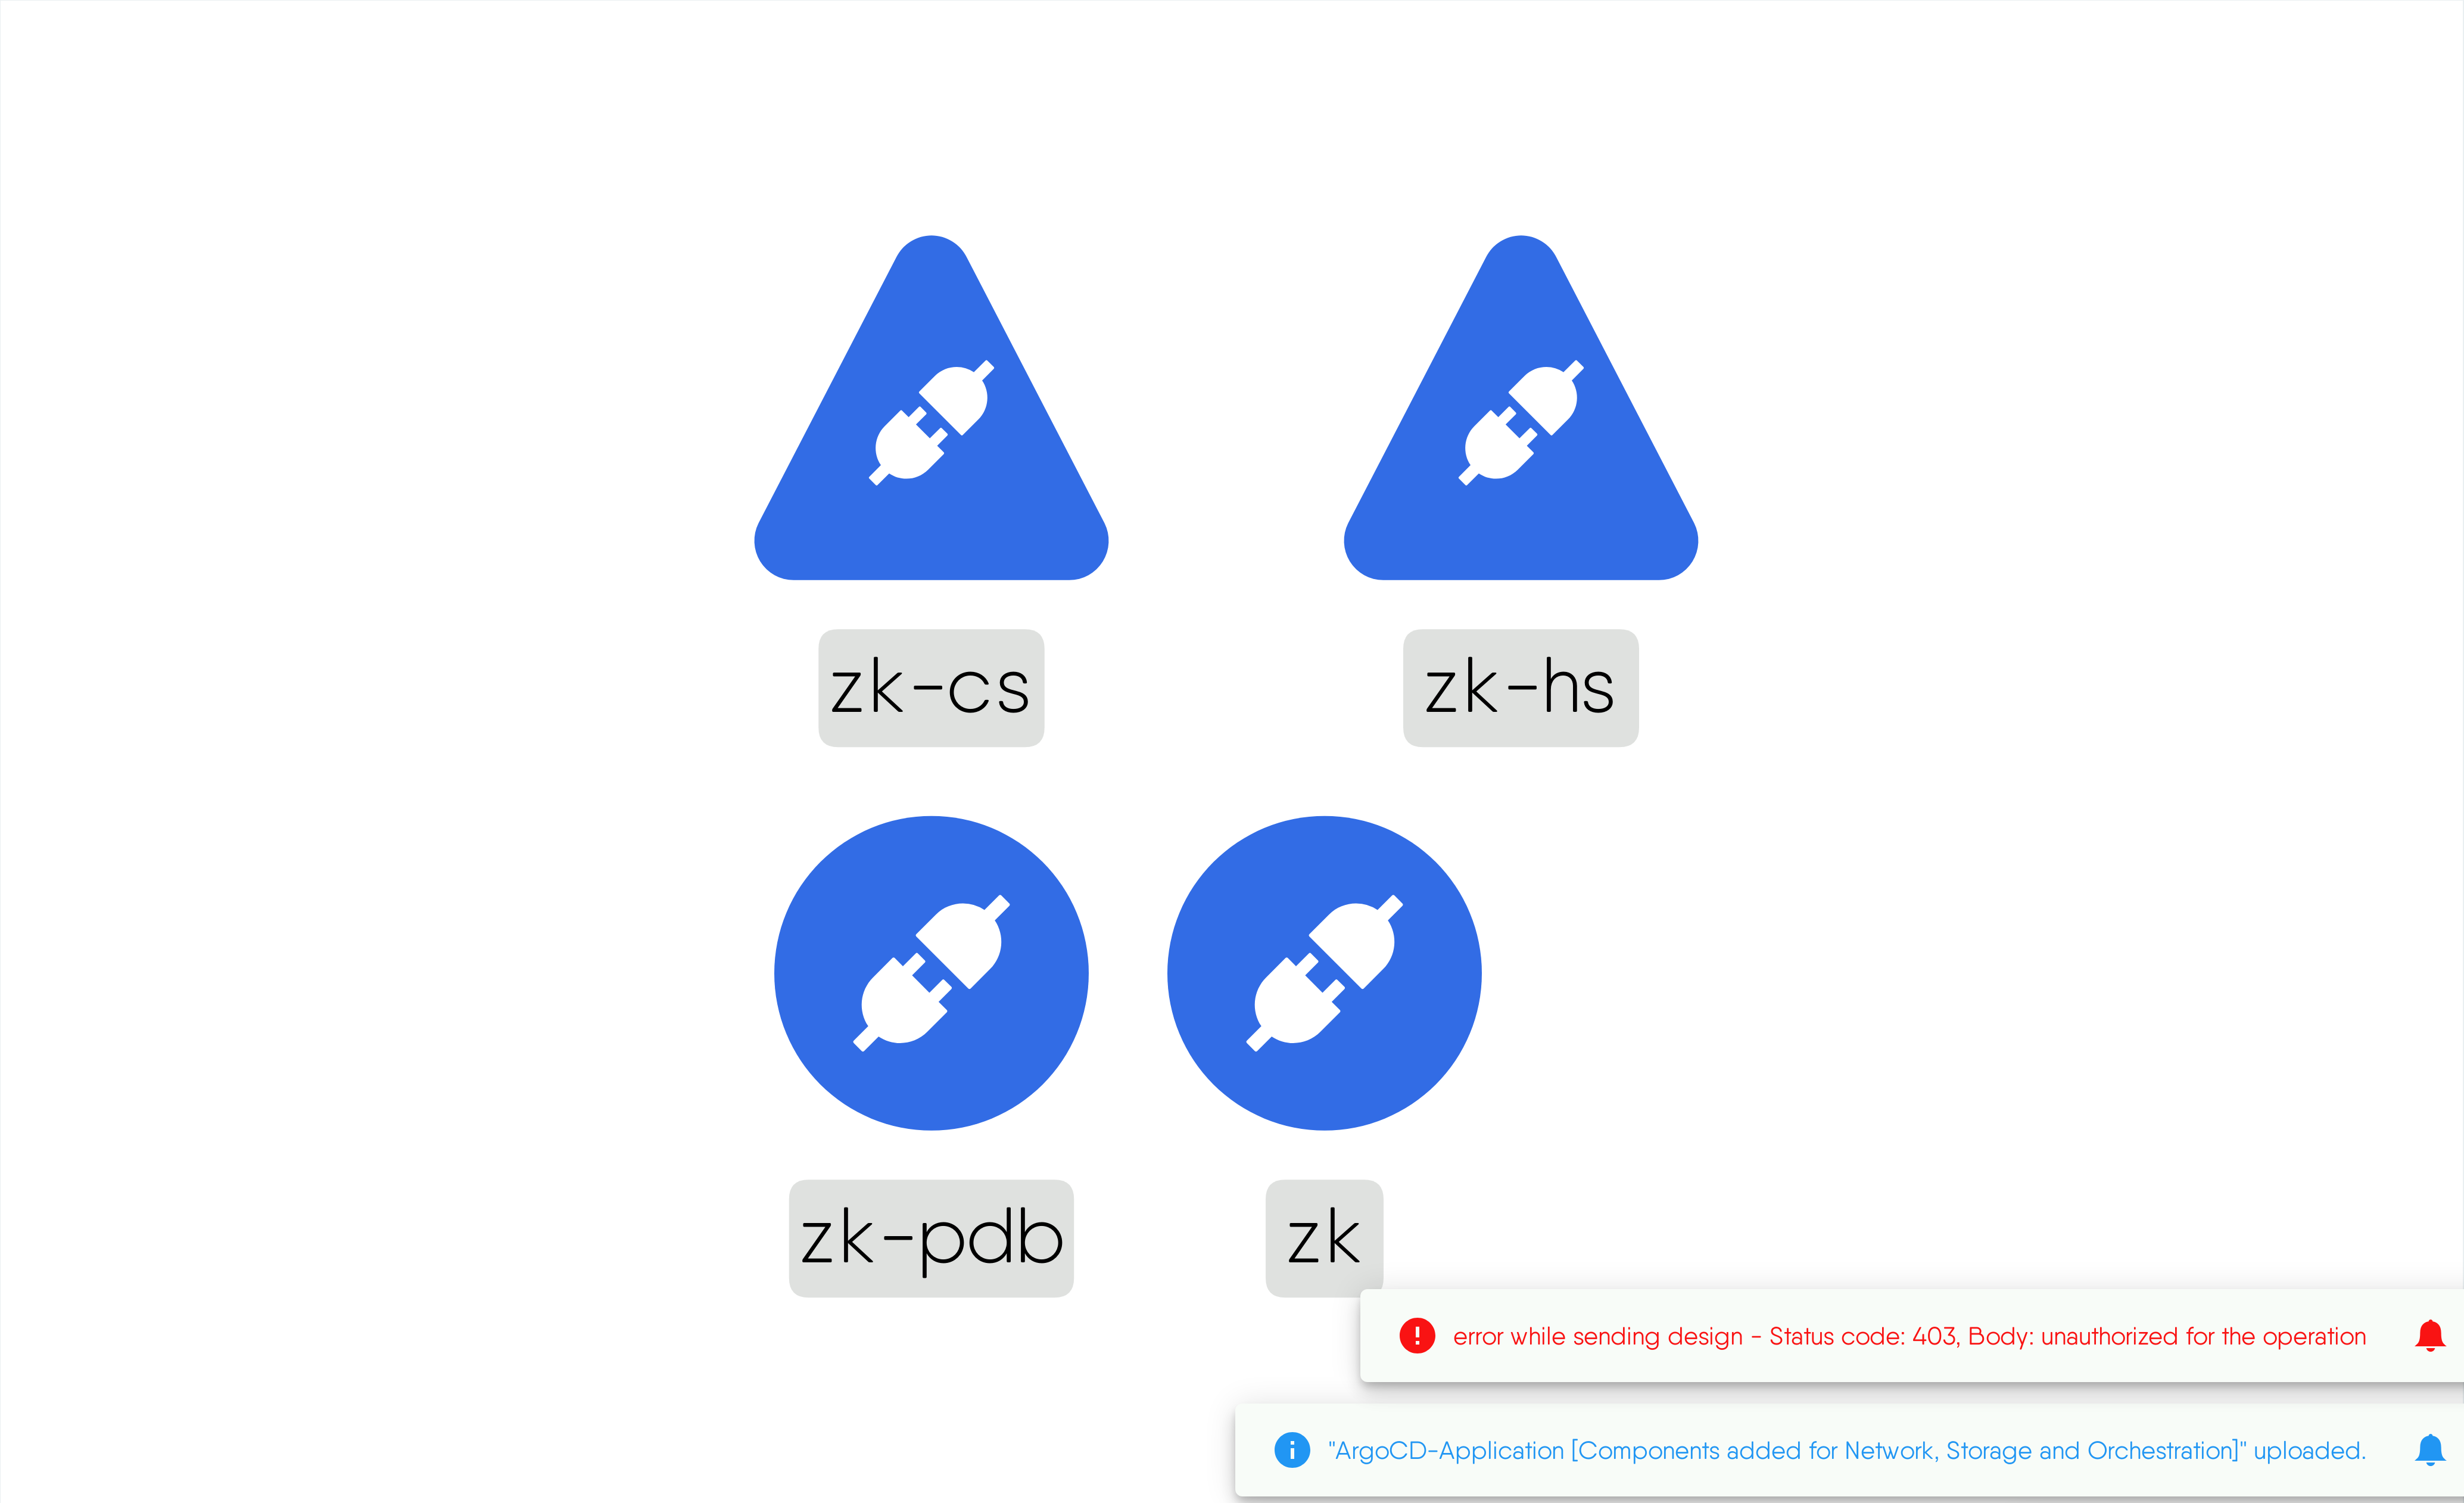 zk-cs
zk-hs
zk-pdb
zk
error while sending design - Status code: 403, Body: unauthorized for the operation
"ArgoCD-Application [Components added for Network, Storage and Orchestration]" uploaded.